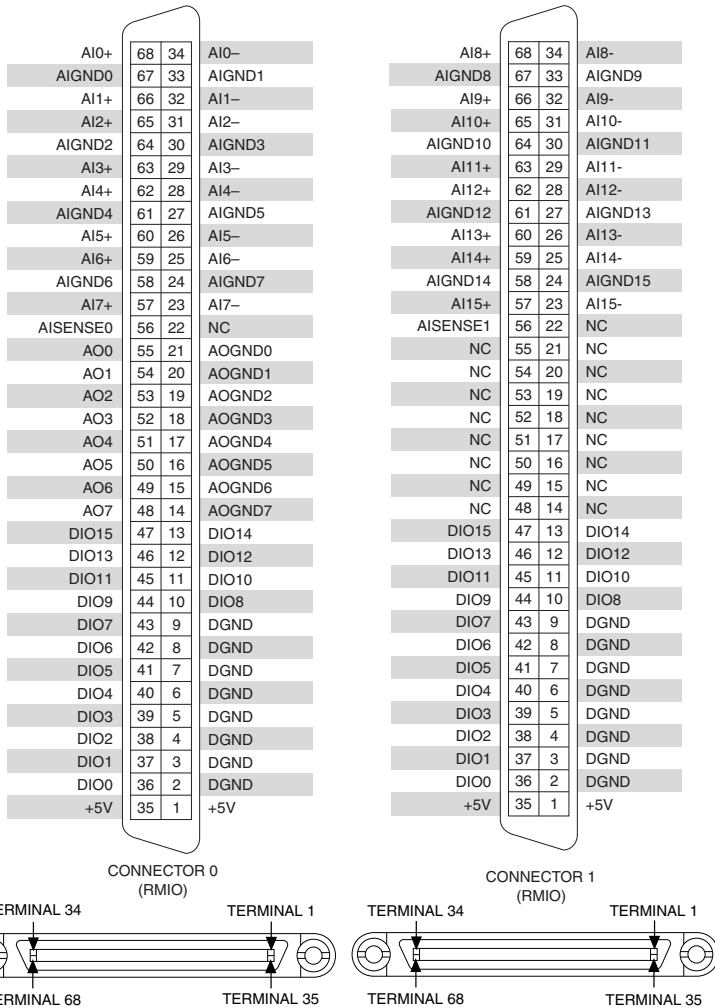 AI0+ 68 34 AI0–
AIGND0 67 33 AIGND1
AI1+ 66 32 AI1–
AI2+ 65 31 AI2–
AIGND2 64 30 AIGND3
AI3+ 63 29 AI3–
AI4+ 62 28 AI4–
AIGND4 61 27 AIGND5
AI5+ 60 26 AI5–
AI6+ 59 25 AI6–
AIGND6 58 24 AIGND7
AI7+ 57 23 AI7–
AISENSE0 56 22 NC
AO0 55 21 AOGND0
AO1 54 20 AOGND1
AO2 53 19 AOGND2
AO3 52 18 AOGND3
AO4 51 17 AOGND4
AO5 50 16 AOGND5
AO6 49 15 AOGND6
AO7 48 14 AOGND7
DIO15 47 13 DIO14
DIO13 46 12 DIO12
DIO11 45 11 DIO10
DIO9 44 10 DIO8
DIO7 43 9 DGND
DIO6 42 8 DGND
DIO5 41 7 DGND
DIO4 40 6 DGND
DIO3 39 5 DGND
DIO2 38 4 DGND
DIO1 37 3 DGND
DIO0 36 2 DGND
+5V 35 1 +5V
CONNECTOR 0
(RMIO)
TERMINAL 34 TERMINAL 1
TERMINAL 68 TERMINAL 35
AI8+ 68 34 AI8-
AIGND8 67 33 AIGND9
AI9+ 66 32 AI9-
AI10+ 65 31 AI10-
AIGND10 64 30 AIGND11
AI11+ 63 29 AI11-
AI12+ 62 28 AI12-
AIGND12 61 27 AIGND13
AI13+ 60 26 AI13-
AI14+ 59 25 AI14-
AIGND14 58 24 AIGND15
AI15+ 57 23 AI15-
AISENSE1 56 22 NC
NC 55 21 NC
NC 54 20 NC
NC 53 19 NC
NC 52 18 NC
NC 51 17 NC
NC 50 16 NC
NC 49 15 NC
NC 48 14 NC
DIO15 47 13 DIO14
DIO13 46 12 DIO12
DIO11 45 11 DIO10
DIO9 44 10 DIO8
DIO7 43 9 DGND
DIO6 42 8 DGND
DIO5 41 7 DGND
DIO4 40 6 DGND
DIO3 39 5 DGND
DIO2 38 4 DGND
DIO1 37 3 DGND
DIO0 36 2 DGND
+5V 35 1 +5V
CONNECTOR 1
(RMIO)
TERMINAL 34 TERMINAL 1
TERMINAL 68 TERMINAL 35